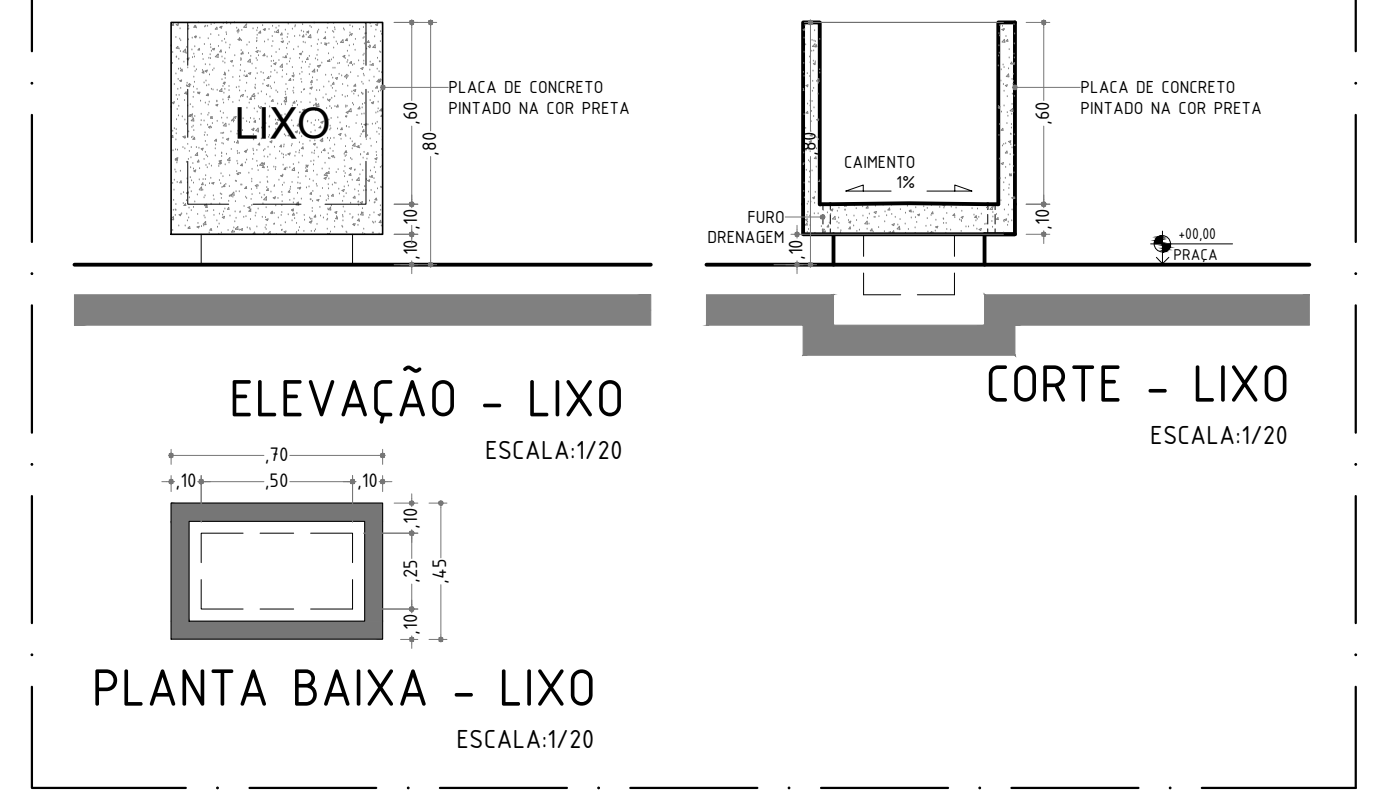 LIXO
PLACA DE CONCRETO
PINTADO NA COR PRETA
,60
,80
,10
,10
ELEVAÇÃO - LIXO
ESCALA:1/20
PLACA DE CONCRETO
PINTADO NA COR PRETA
,60
,80
CAIMENTO
1%
FURO
DRENAGEM
,10
,10
+00,00
PRAÇA
CORTE - LIXO
ESCALA:1/20
,70
,10 ,50 ,10
,10
,25
,45
,10
PLANTA BAIXA - LIXO
ESCALA:1/20